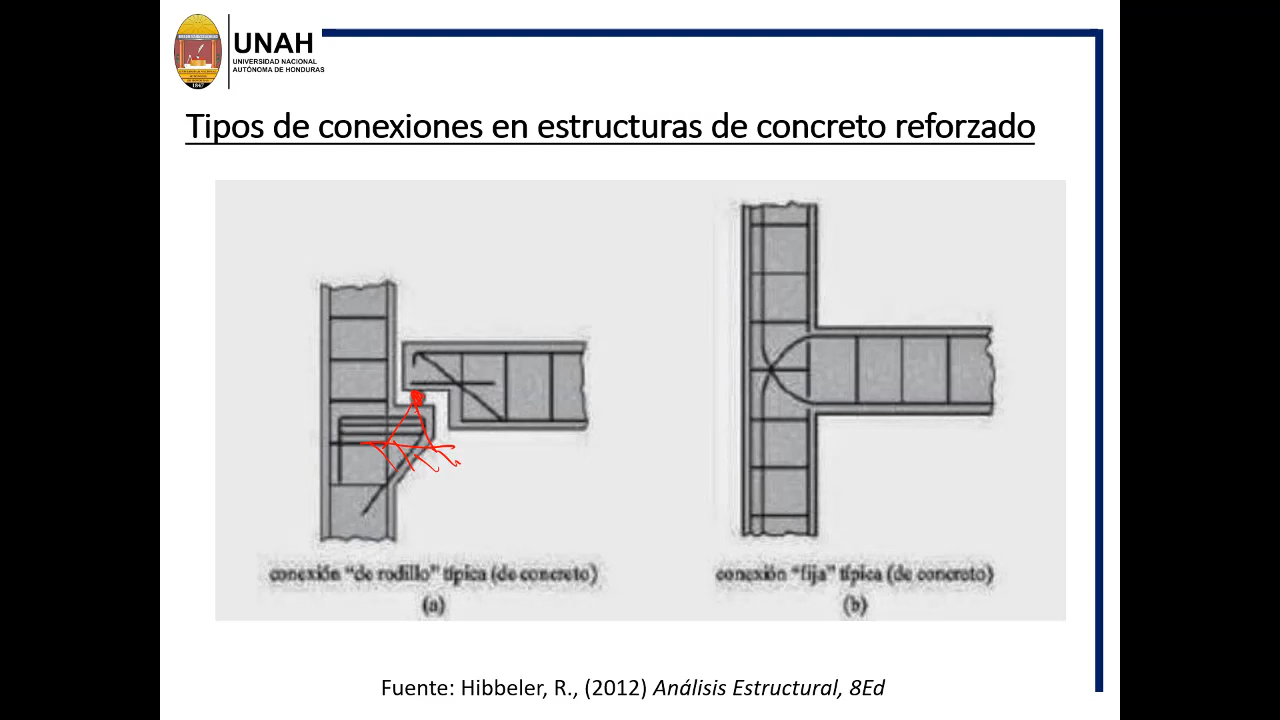 UNAH
UNIVERSIDAD NACIONAL
AUTÓNOMA DE HONDURAS
Tipos de conexiones en estructuras de concreto reforzado
conexión “de rodillo” típica (de concreto)
(a)
conexión “fija” típica (de concreto)
(b)
Fuente: Hibbeler, R., (2012) Análisis Estructural, 8Ed